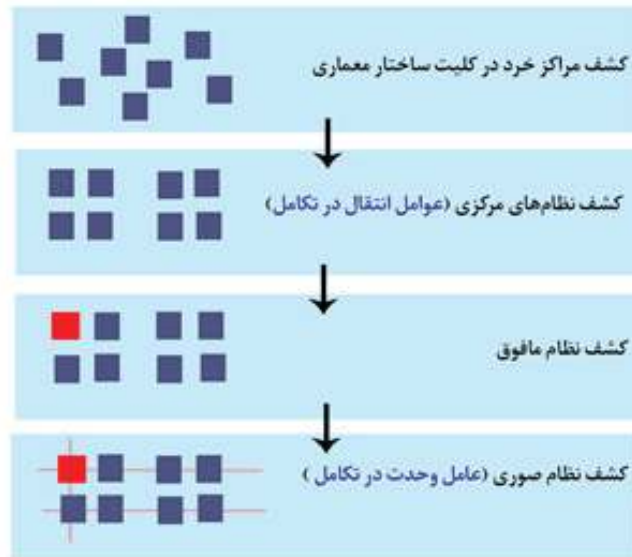 کشف مراکز خرد در کلیت ساختار معماری
کشف نظام‌های مرکزی (عوامل انتقال در تکامل)
کشف نظام مافوق
کشف نظام صوری (عامل وحدت در تکامل )